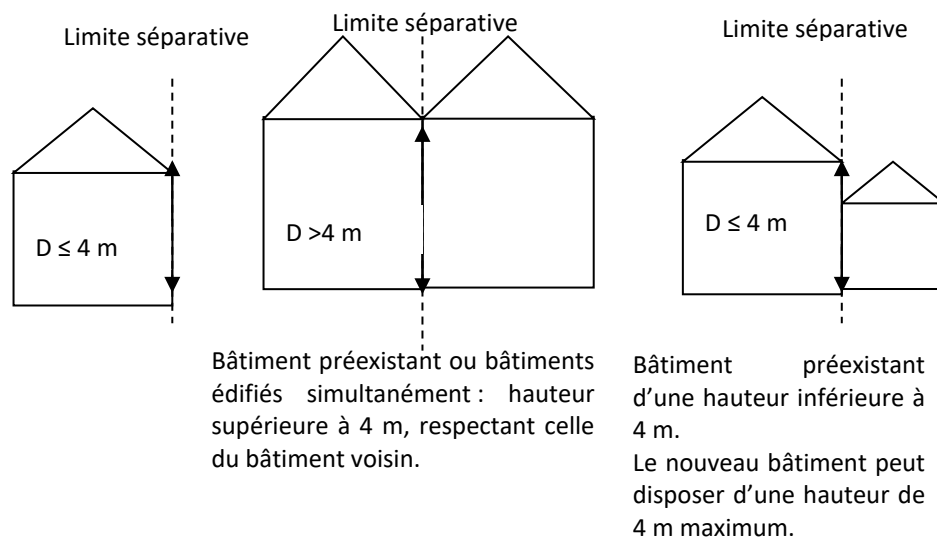 Limite séparative
Limite séparative
Limite séparative
D ≤ 4 m
D >4 m
D ≤ 4 m
Bâtiment préexistant ou bâtiments
édifiés simultanément : hauteur
supérieure à 4 m, respectant celle
du bâtiment voisin.
Bâtiment préexistant
d’une hauteur inférieure à
4 m.
Le nouveau bâtiment peut
disposer d’une hauteur de
4 m maximum.